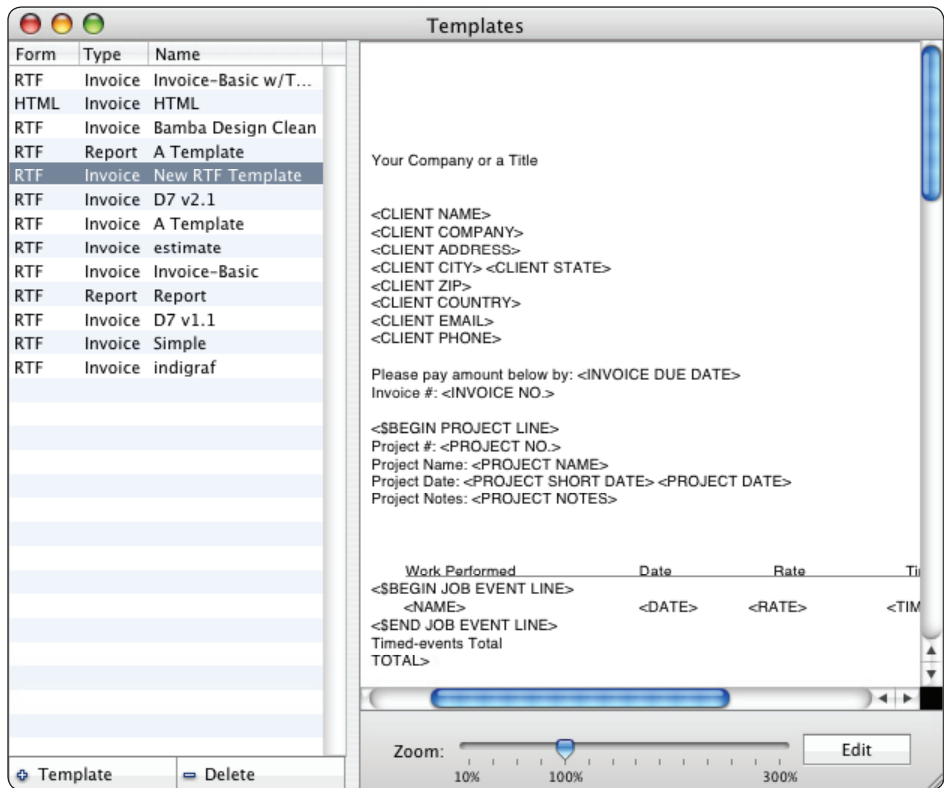 Templates
Form Type Name
RTF Invoice Invoice-Basic w/T...
HTML Invoice HTML
RTF Invoice Bamba Design Clean
RTF Report A Template
RTF Invoice New RTF Template
RTF Invoice D7 v2.1
RTF Invoice A Template
RTF Invoice estimate
RTF Invoice Invoice-Basic
RTF Report Report
RTF Invoice D7 v1.1
RTF Invoice Simple
RTF Invoice indigraf
Template Delete
Your Company or a Title
<CLIENT NAME>
<CLIENT COMPANY>
<CLIENT ADDRESS>
<CLIENT CITY> <CLIENT STATE>
<CLIENT ZIP>
<CLIENT COUNTRY>
<CLIENT EMAIL>
<CLIENT PHONE>
Please pay amount below by: <INVOICE DUE DATE>
Invoice #: <INVOICE NO.>
<$BEGIN PROJECT LINE>
Project #: <PROJECT NO.>
Project Name: <PROJECT NAME>
Project Date: <PROJECT SHORT DATE> <PROJECT DATE>
Project Notes: <PROJECT NOTES>
Work Performed Date Rate Ti
<$BEGIN JOB EVENT LINE>
<NAME> <DATE> <RATE> <TIM
<$END JOB EVENT LINE>
Timed-events Total
TOTAL>
Zoom: Edit
10% 100% 300%